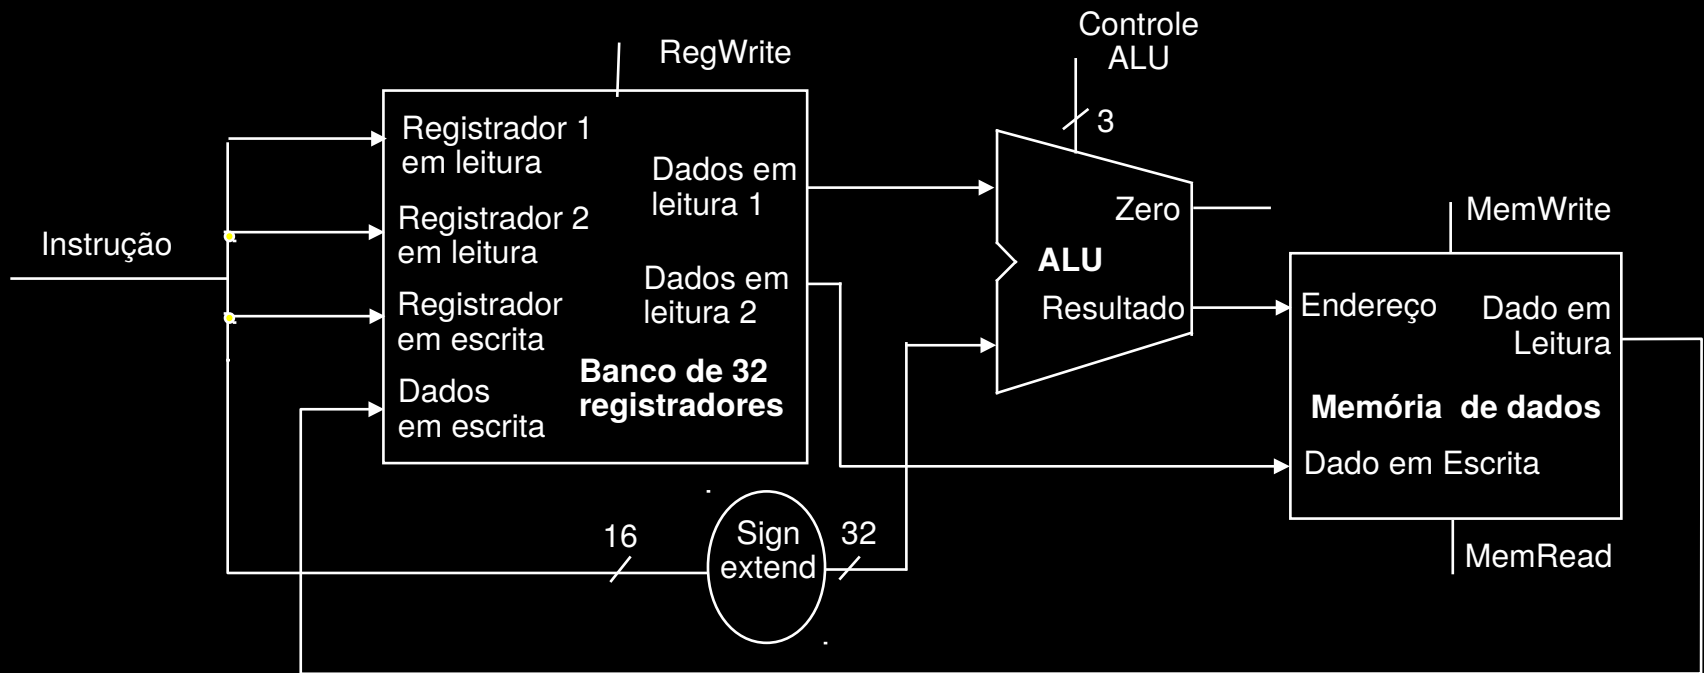 Controle
ALU
RegWrite
3
Registrador 1
em leitura
Dados em
leitura 1
Registrador 2
em leitura
Zero
MemWrite
Instrução
ALU
Dados em
leitura 2
Registrador
em escrita
Resultado
Endereço
Dado em
Leitura
Banco de 32
registradores
Dados
em escrita
Memória de dados
Dado em Escrita
16
Sign
extend
32
MemRead